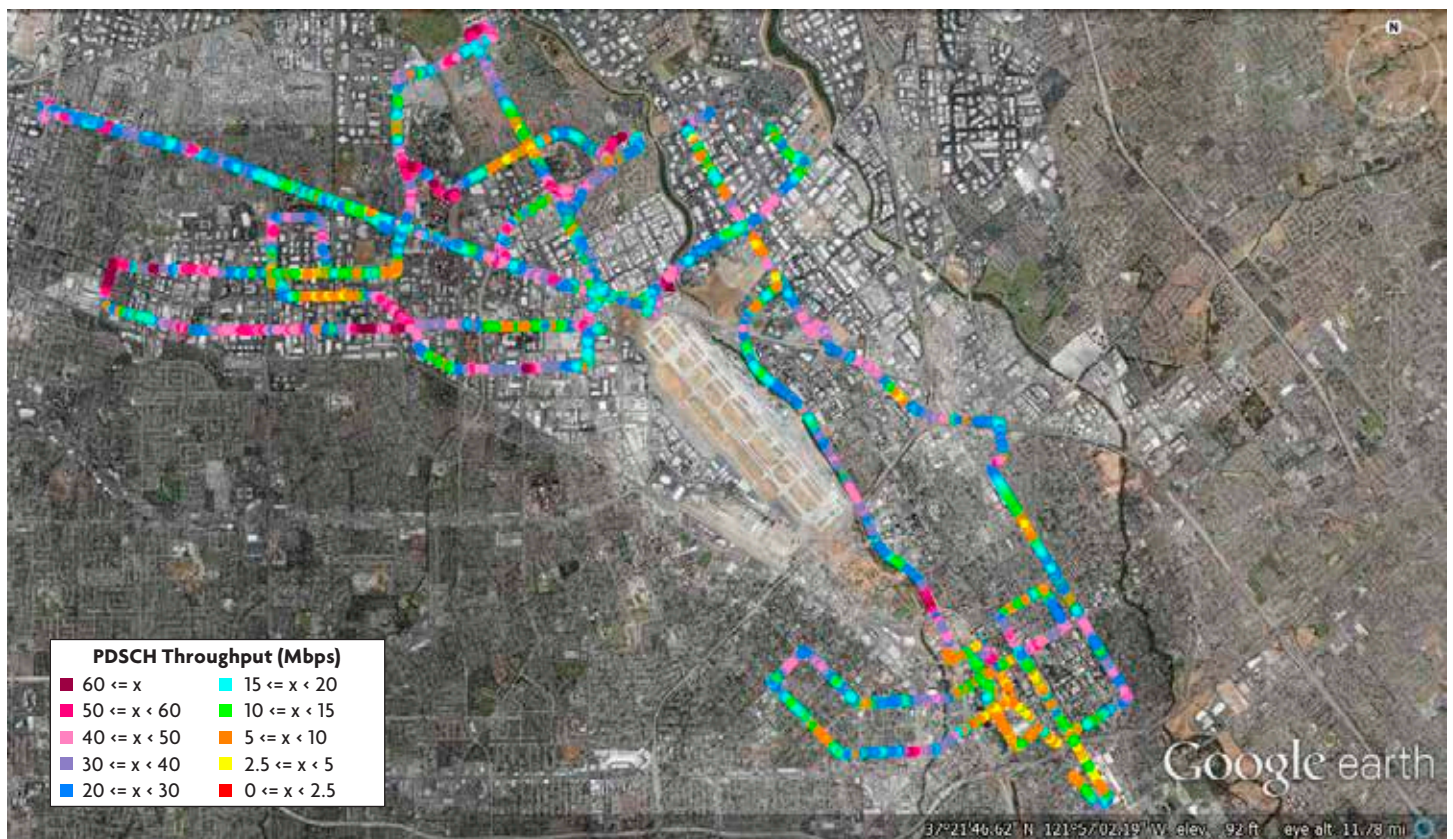 N
PDSCH Throughput (Mbps)
60 <= x
15 <= x < 20
50 <= x < 60
10 <= x < 15
40 <= x < 50
5 <= x < 10
30 <= x < 40
2.5 <= x < 5
20 <= x < 30
0 <= x < 2.5
Google earth
37°21'46.62" N 121°57'02.19" W elev 92 ft eye alt 11.78 mi